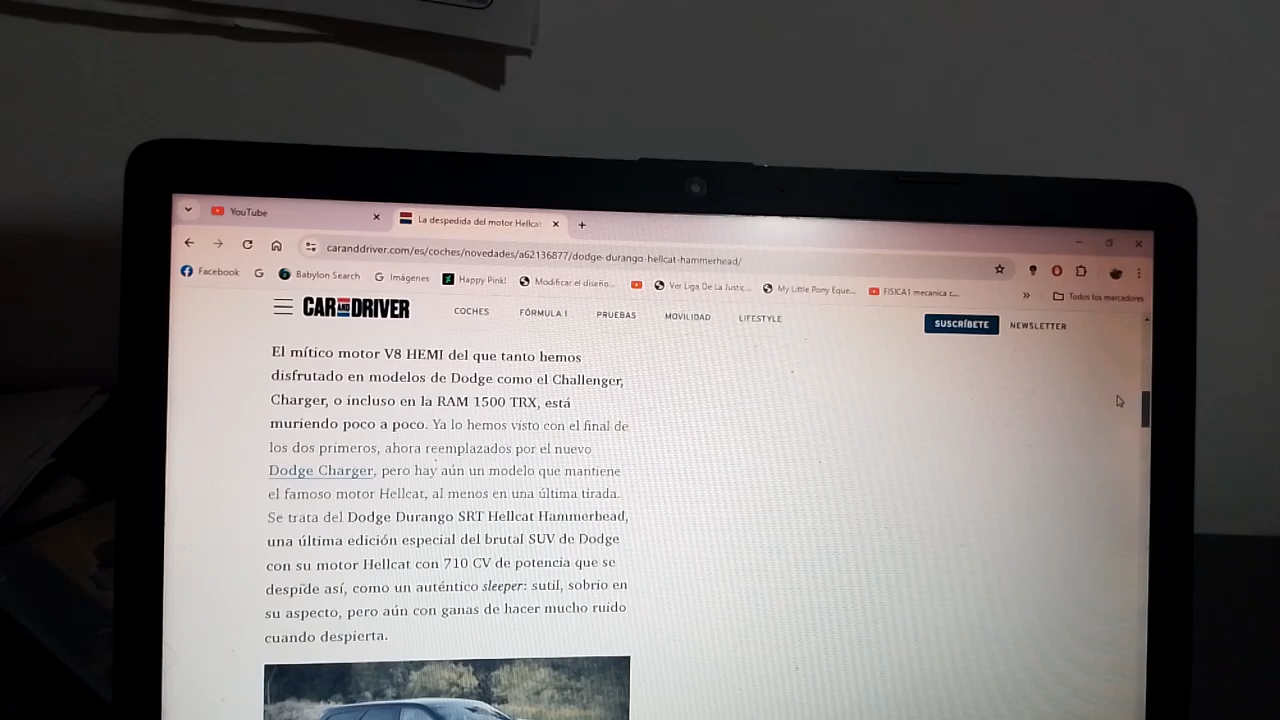 YouTube
La despedida del motor Hellcat
caranddriver.com/es/coches/novedades/a62136877/dodge-durango-hellcat-hammerhead/
Facebook
Babylon Search
Imágenes
Happy Pink!
Modificar el diseño...
Ver Liga De La Justic...
My Little Pony Eque...
FISICA1 mecanica c...
Todos los marcadores
CAR AND DRIVER
COCHES
FÓRMULA 1
PRUEBAS
MOVILIDAD
LIFESTYLE
SUSCRÍBETE
NEWSLETTER
El mítico motor V8 HEMI del que tanto hemos
disfrutado en modelos de Dodge como el Challenger,
Charger, o incluso en la RAM 1500 TRX, está
muriendo poco a poco. Ya lo hemos visto con el final de
los dos primeros, ahora reemplazados por el nuevo
Dodge Charger, pero hay aún un modelo que mantiene
el famoso motor Hellcat, al menos en una última tirada.
Se trata del Dodge Durango SRT Hellcat Hammerhead,
una última edición especial del brutal SUV de Dodge
con su motor Hellcat con 710 CV de potencia que se
despide así, como un auténtico sleeper: sutil, sobrio en
su aspecto, pero aún con ganas de hacer mucho ruido
cuando despierta.